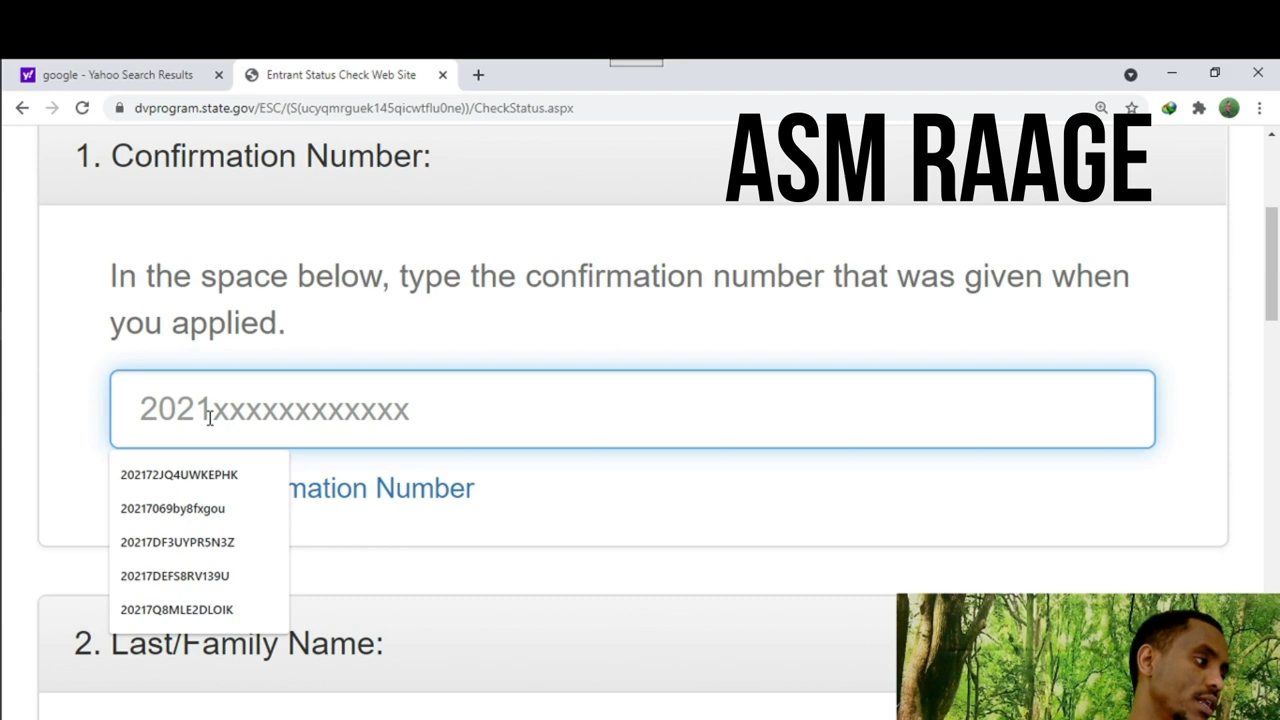 google - Yahoo Search Results
Entrant Status Check Web Site
dvprogram.state.gov/ESC/(S(ucyqmrguek145qicwtflu0ne))/CheckStatus.aspx
ASM RAAGE
1. Confirmation Number:
In the space below, type the confirmation number that was given when
you applied.
2021xxxxxxxxxxxx
202172JQ4UWKEPHK
mation Number
20217069by8fxgou
20217DF3UYPR5N3Z
20217DEFS8RV139U
20217Q8MLE2DLOIK
2. Last/Family Name: